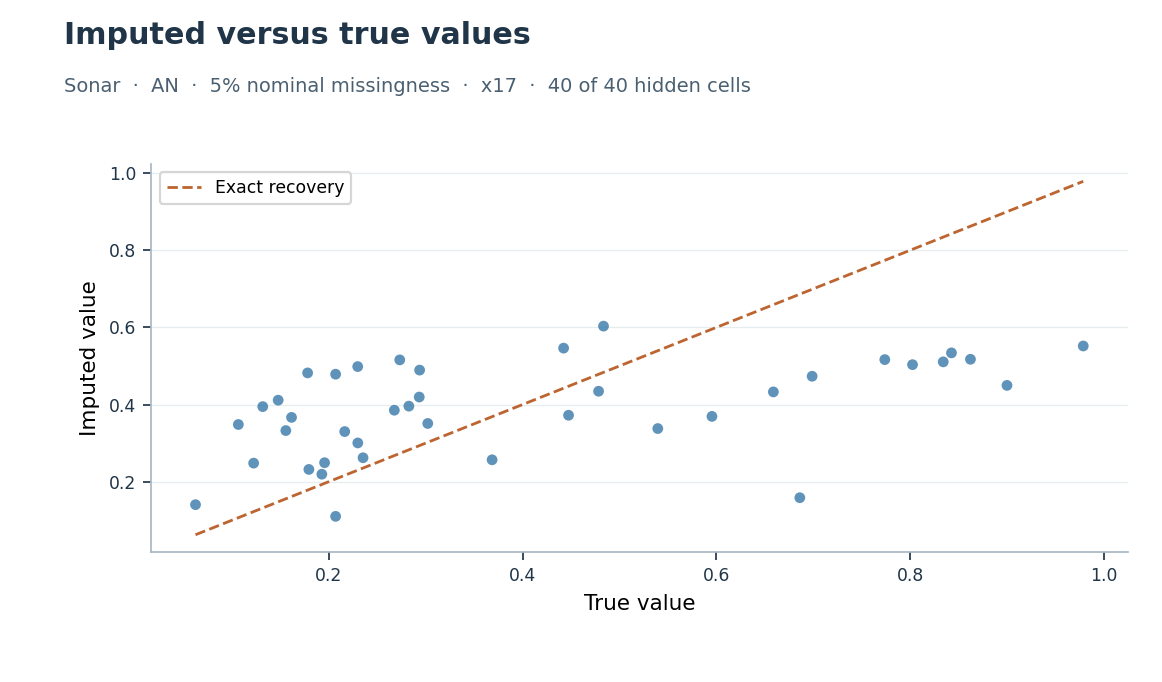 Imputed versus true values
Sonar · AN · 5% nominal missingness · x17 · 40 of 40 hidden cells
Exact recovery
Imputed value
1.0
0.8
0.6
0.4
0.2
0.2 0.4 0.6 0.8 1.0
True value